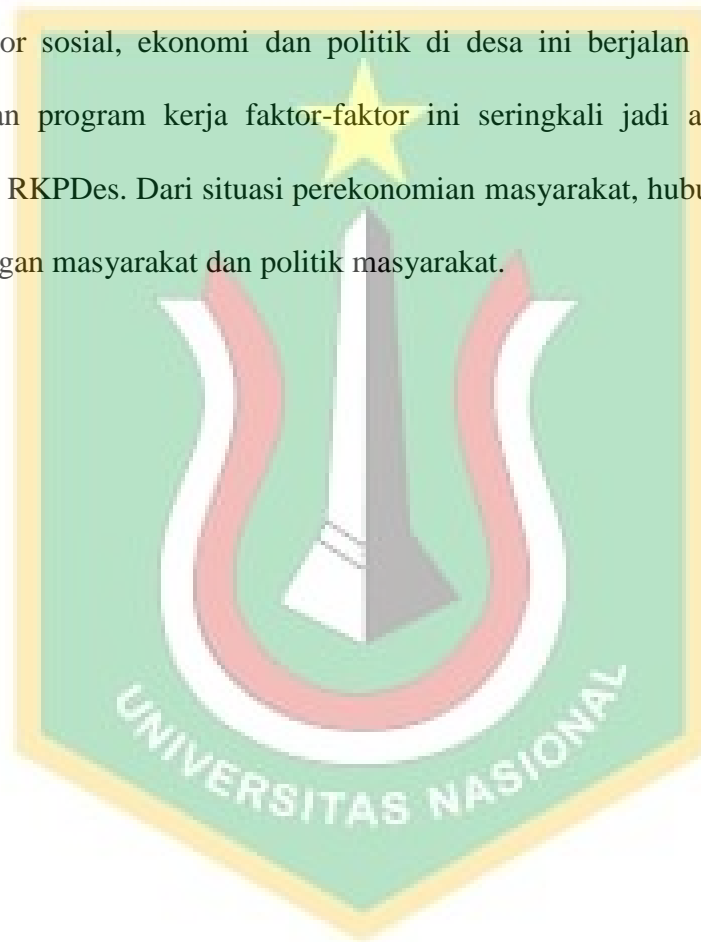 or sosial, ekonomi dan politik di desa ini berjalan
an program kerja faktor-faktor ini seringkali jadi a
RKPDes. Dari situasi perekonomian masyarakat, hubu
gan masyarakat dan politik masyarakat.
UNIVERSITAS NASIONAL